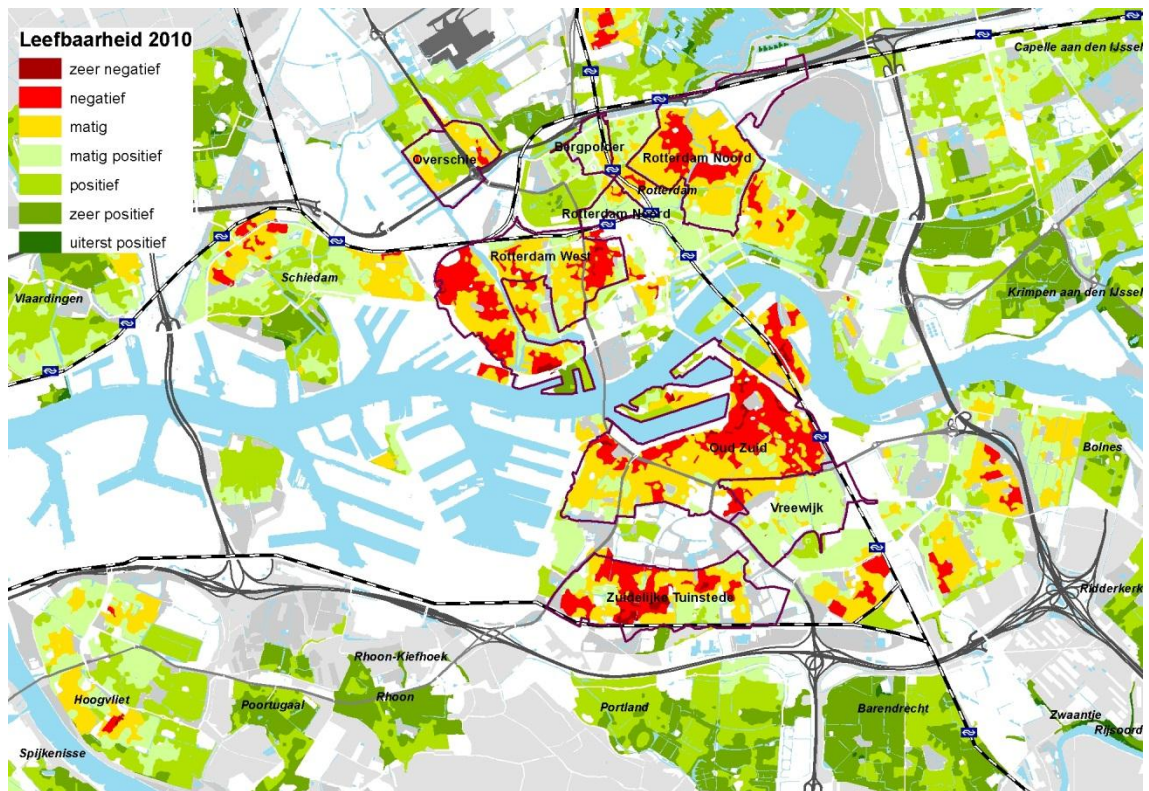 Leefbaarheid 2010
zeer negatief
negatief
matig
matig positief
positief
zeer positief
uiterst positief
Capelle aan den IJssel
Overschie
Bergpolder
Rotterdam Noord
Rotterdam
Rotterdam Noord
Rotterdam West
Schiedam
Vlaardingen
Krimpen aan den IJssel
Oud Zuid
Bolnes
Vreewijk
Zuidelijke Tuinstede
Ridderkerk
Rhoon-Kiefhoek
Hoogvliet
Poortugaal
Rhoon
Portland
Barendrecht
Zwaantje
Rijsoord
Spijkenisse